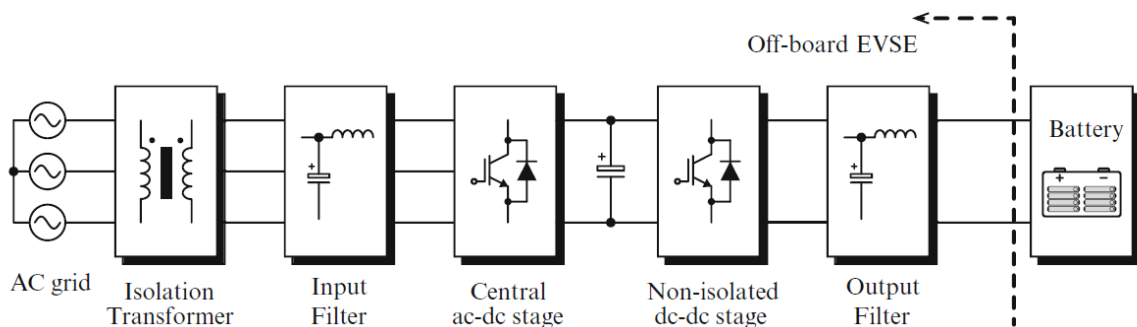 Off-board EVSE
Battery
AC grid
Isolation
Transformer
Input
Filter
Central
ac-dc stage
Non-isolated
dc-dc stage
Output
Filter